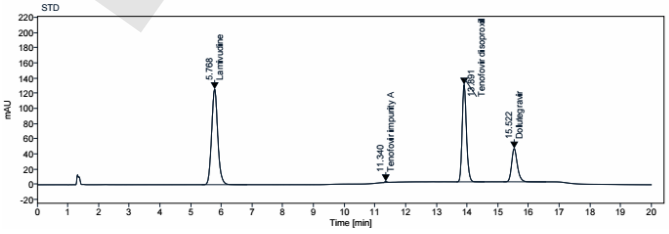 STD
220
200
180
160
140
120
100
80
60
40
20
0
-20
mAU
5.768
Lamivudine
11.340
Tenofovir impurity A
13.891
Tenofovir disoproxil
15.522
Dolutegravir
0 1 2 3 4 5 6 7 8 9 10 11 12 13 14 15 16 17 18 19 20
Time [min]